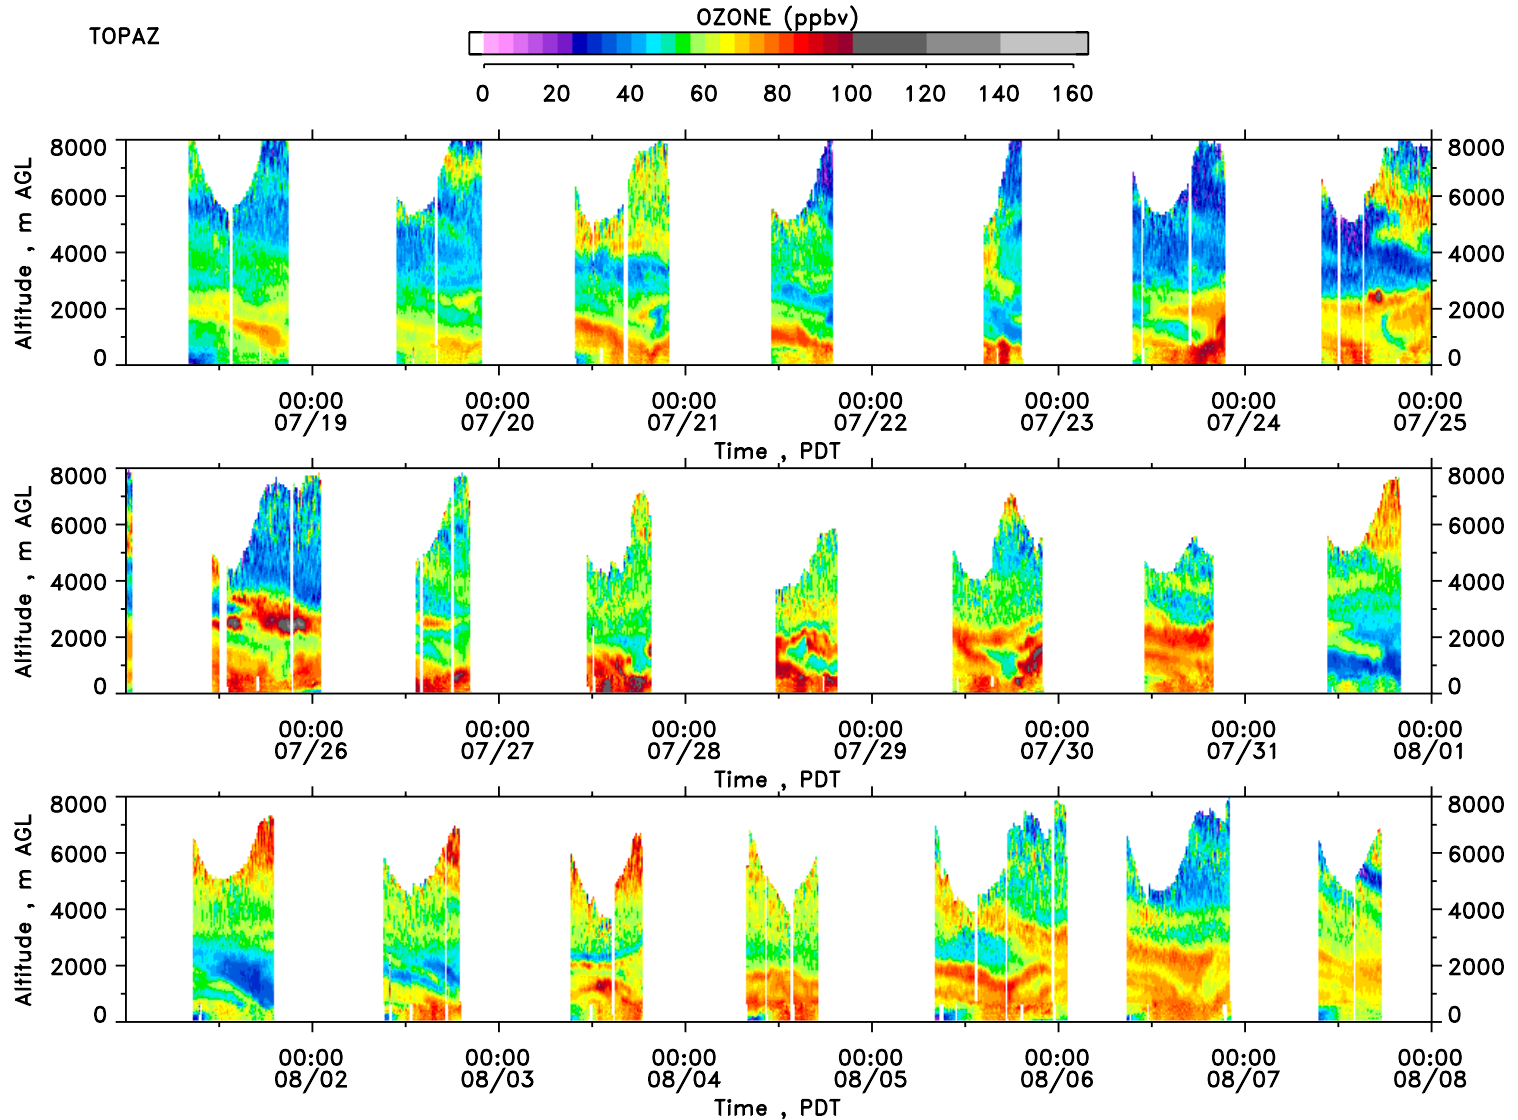 OZONE (ppbv)
TOPAZ
0 20 40 60 80 100 120 140 160
Altitude , m AGL
8000 8000
6000 6000
4000 4000
2000 2000
0 0
00:00 00:00 00:00 00:00 00:00 00:00 00:00
07/19 07/20 07/21 07/22 07/23 07/24 07/25
Time , PDT
Altitude , m AGL
8000 8000
6000 6000
4000 4000
2000 2000
0 0
00:00 00:00 00:00 00:00 00:00 00:00 00:00
07/26 07/27 07/28 07/29 07/30 07/31 08/01
Time , PDT
Altitude , m AGL
8000 8000
6000 6000
4000 4000
2000 2000
0 0
00:00 00:00 00:00 00:00 00:00 00:00 00:00
08/02 08/03 08/04 08/05 08/06 08/07 08/08
Time , PDT